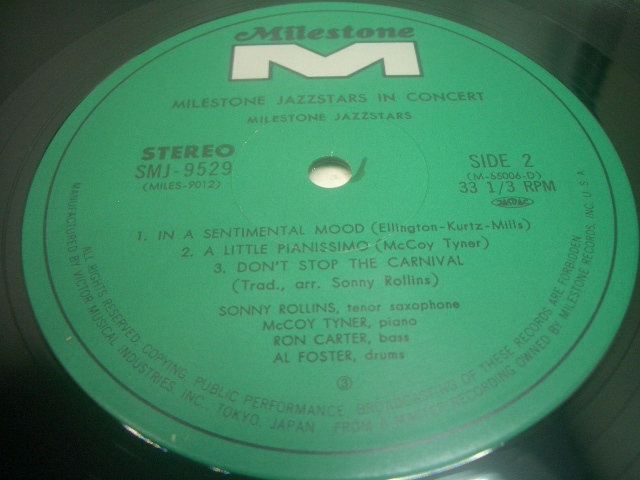 Milestone
M
MILESTONE JAZZSTARS IN CONCERT
MILESTONE JAZZSTARS
STEREO
SMJ-9529
(MILES-9012)
SIDE 2
(M-55006-D)
33 1/3 RPM
JASRAC
1. IN A SENTIMENTAL MOOD (Ellington-Kurtz-Mills)
2. A LITTLE PIANISSIMO (McCoy Tyner)
3. DON'T STOP THE CARNIVAL
(Trad., arr. Sonny Rollins)
SONNY ROLLINS, tenor saxophone
McCOY TYNER, piano
RON CARTER, bass
AL FOSTER, drums
③
ALL RIGHTS RESERVED. COPYING, PUBLIC PERFORMANCE, BROADCASTING OF THESE RECORDS ARE FORBIDDEN
MANUFACTURED BY VICTOR MUSICAL INDUSTRIES, INC. TOKYO, JAPAN FROM A MASTER RECORDING OWNED BY MILESTONE RECORDS, INC. U.S.A.